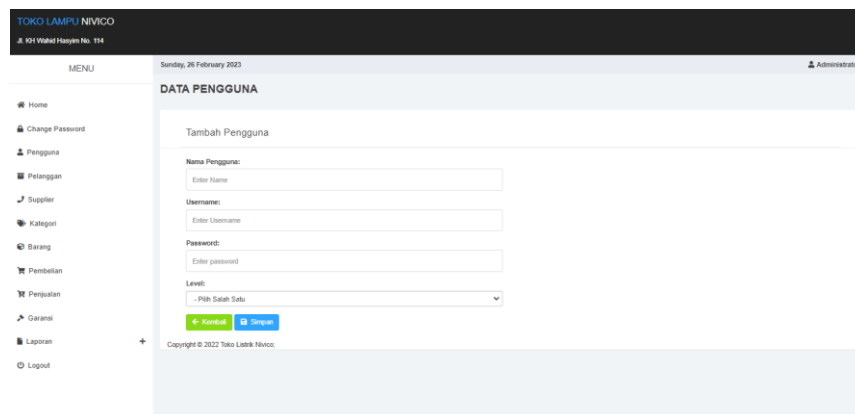 TOKO LAMPU NIVICO
Jl. KH Wahid Hasyim No. 114
MENU
Home
Change Password
Pengguna
Pelanggan
Supplier
Kategori
Barang
Pembelian
Penjualan
Garansi
Laporan +
Logout
Sunday, 26 February 2023
Administrat
DATA PENGGUNA
Tambah Pengguna
Nama Pengguna:
Enter Name
Username:
Enter Username
Password:
Enter password
Level:
- Pilih Salah Satu
Kembali Simpan
Copyright © 2022 Toko Listrik Nivico;